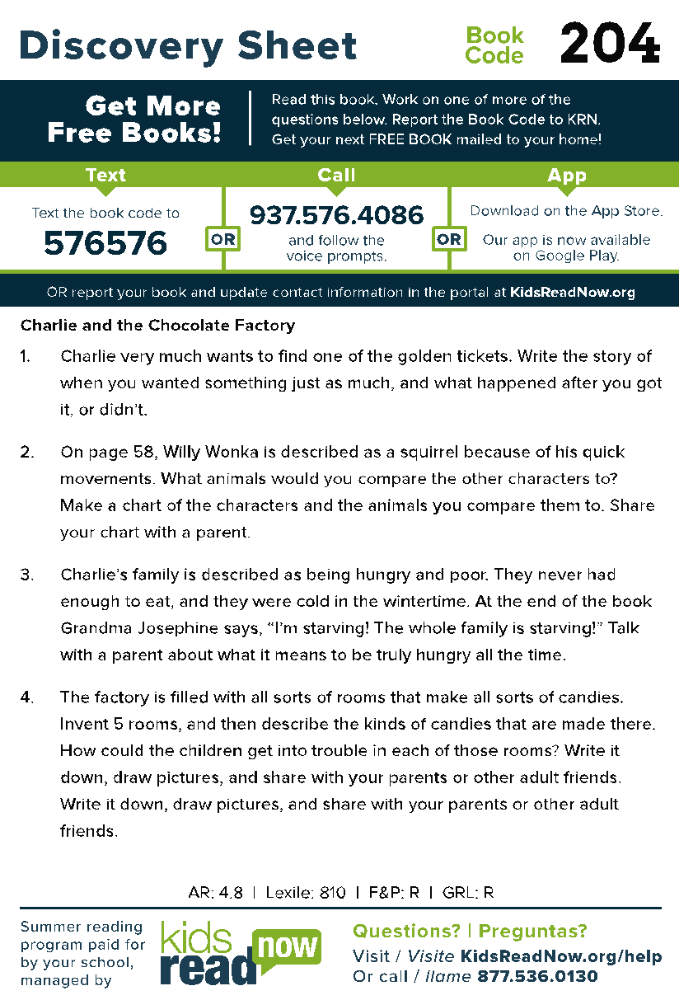 Discovery Sheet
Book Code 204
Get More
Free Books!
Read this book. Work on one of more of the
questions below. Report the Book Code to KRN.
Get your next FREE BOOK mailed to your home!
Text
Text the book code to
576576
OR
Call
937.576.4086
and follow the
voice prompts.
OR
App
Download on the App Store.
Our app is now available
on Google Play.
OR report your book and update contact information in the portal at KidsReadNow.org
Charlie and the Chocolate Factory
1. Charlie very much wants to find one of the golden tickets. Write the story of
when you wanted something just as much, and what happened after you got
it, or didn't.
2. On page 58, Willy Wonka is described as a squirrel because of his quick
movements. What animals would you compare the other characters to?
Make a chart of the characters and the animals you compare them to. Share
your chart with a parent.
3. Charlie's family is described as being hungry and poor. They never had
enough to eat, and they were cold in the wintertime. At the end of the book
Grandma Josephine says, “I'm starving! The whole family is starving!” Talk
with a parent about what it means to be truly hungry all the time.
4. The factory is filled with all sorts of rooms that make all sorts of candies.
Invent 5 rooms, and then describe the kinds of candies that are made there.
How could the children get into trouble in each of those rooms? Write it
down, draw pictures, and share with your parents or other adult friends.
Write it down, draw pictures, and share with your parents or other adult
friends.
AR: 4.8 | Lexile: 810 | F&P: R | GRL: R
Summer reading
program paid for
by your school,
managed by
kids
read now
Questions? | Preguntas?
Visit / Visite KidsReadNow.org/help
Or call / llame 877.536.0130